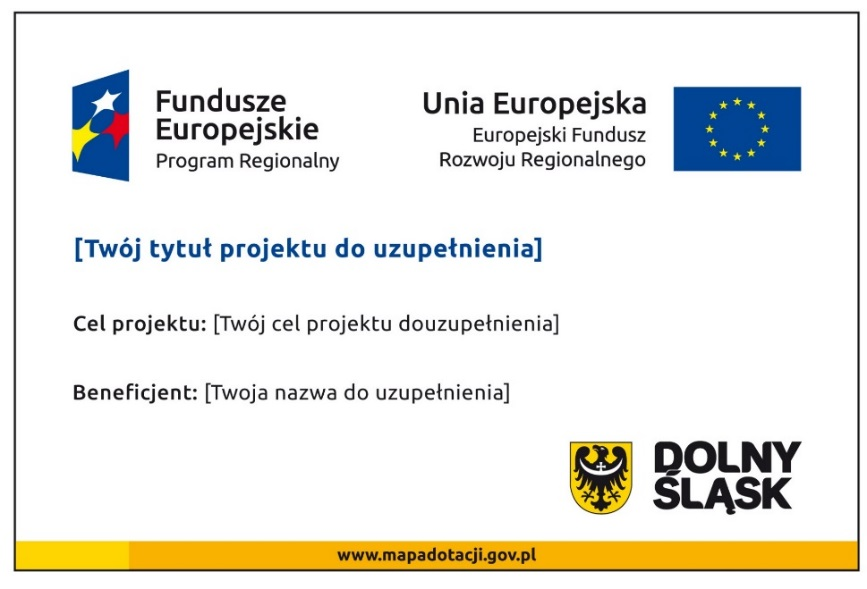 Fundusze
Europejskie
Program Regionalny
Unia Europejska
Europejski Fundusz
Rozwoju Regionalnego
[Twój tytuł projektu do uzupełnienia]
Cel projektu: [Twój cel projektu douzupełnienia]
Beneficjent: [Twoja nazwa do uzupełnienia]
DOLNY
ŚLĄSK
www.mapadotacji.gov.pl